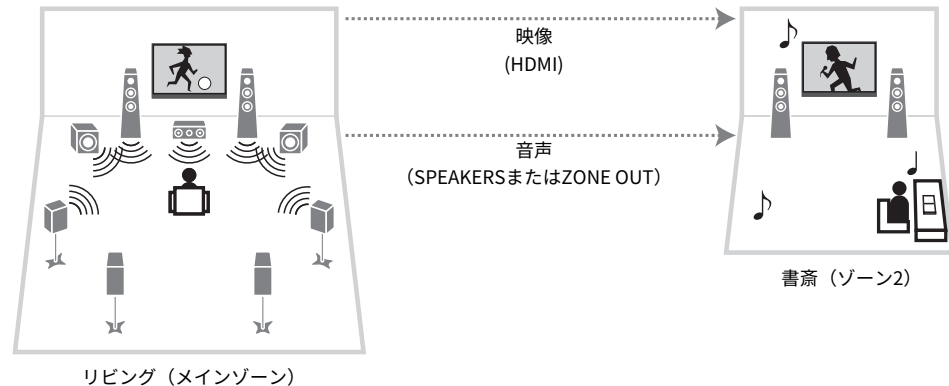 映像
(HDMI)
音声
（SPEAKERSまたはZONE OUT）
書斎（ゾーン2）
リビング（メインゾーン）